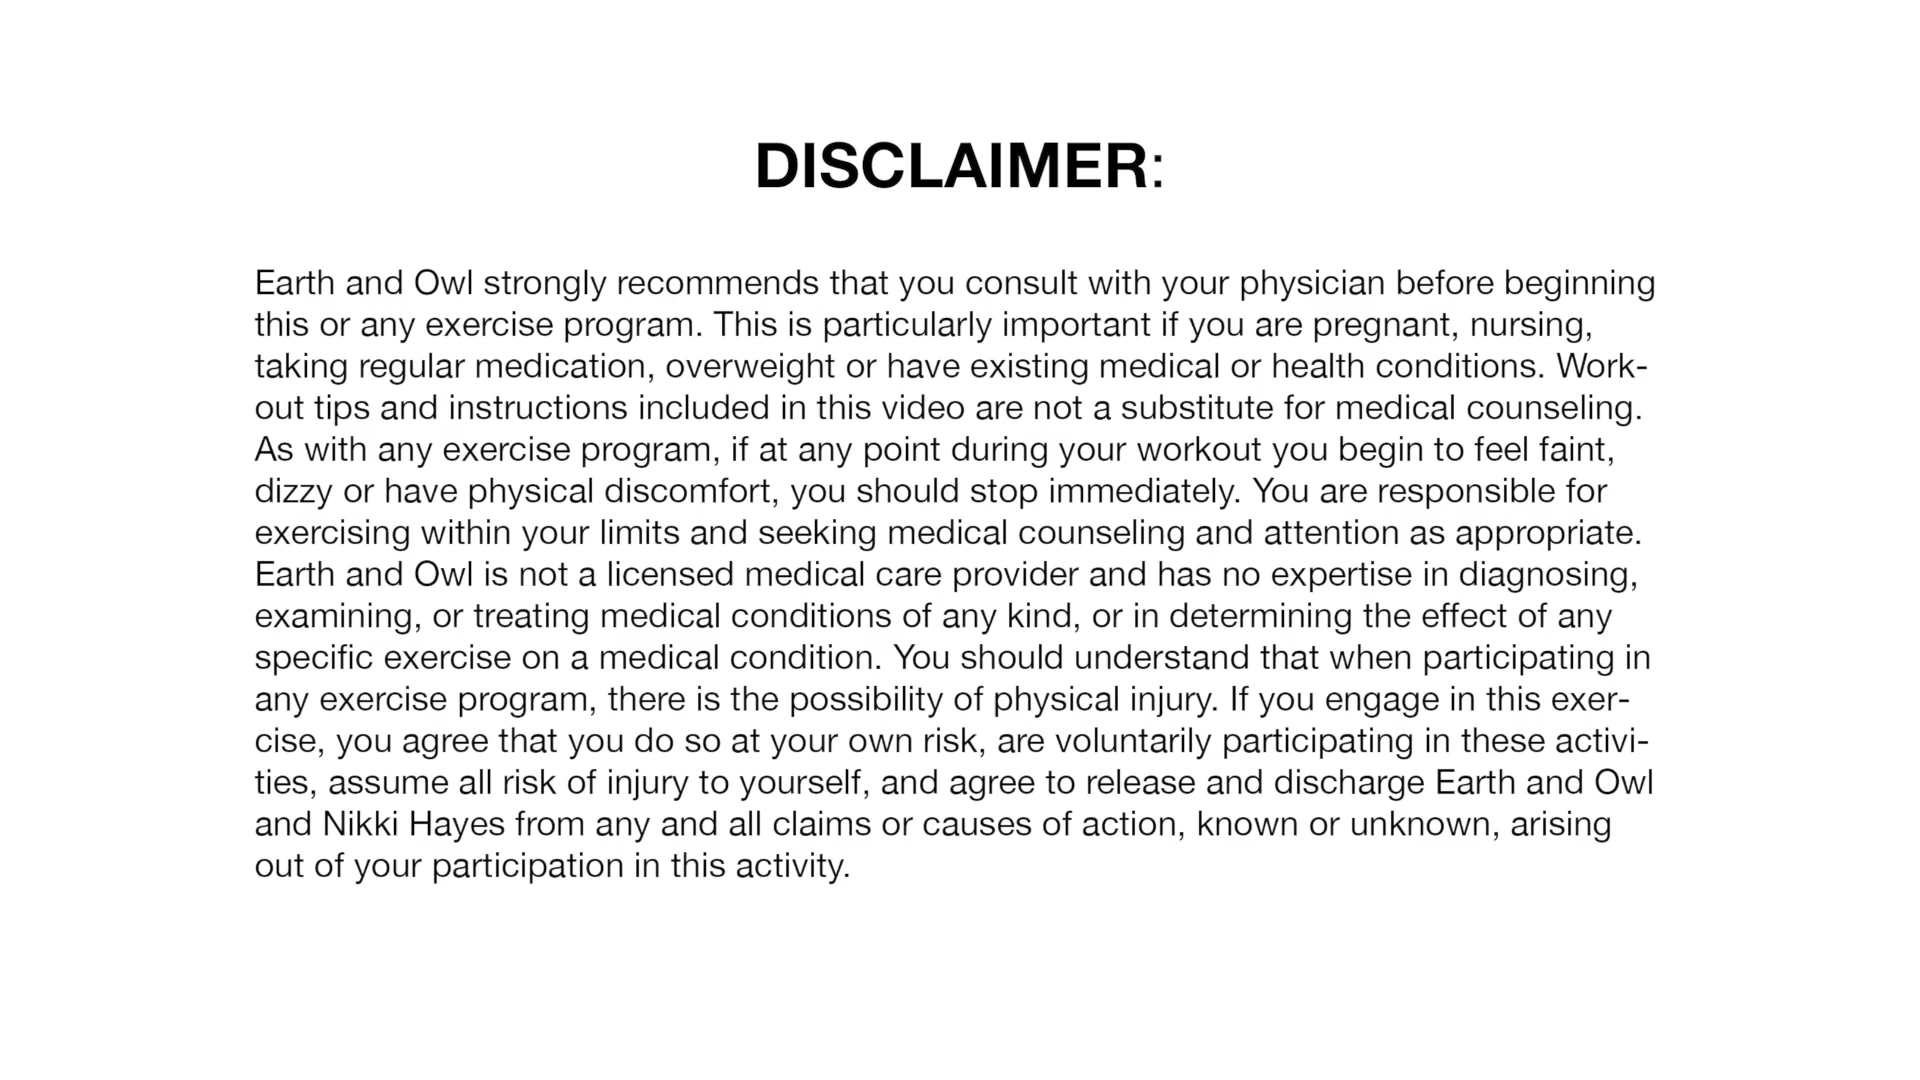 DISCLAIMER:
Earth and Owl strongly recommends that you consult with your physician before beginning
this or any exercise program. This is particularly important if you are pregnant, nursing,
taking regular medication, overweight or have existing medical or health conditions. Work-
out tips and instructions included in this video are not a substitute for medical counseling.
As with any exercise program, if at any point during your workout you begin to feel faint,
dizzy or have physical discomfort, you should stop immediately. You are responsible for
exercising within your limits and seeking medical counseling and attention as appropriate.
Earth and Owl is not a licensed medical care provider and has no expertise in diagnosing,
examining, or treating medical conditions of any kind, or in determining the effect of any
specific exercise on a medical condition. You should understand that when participating in
any exercise program, there is the possibility of physical injury. If you engage in this exer-
cise, you agree that you do so at your own risk, are voluntarily participating in these activi-
ties, assume all risk of injury to yourself, and agree to release and discharge Earth and Owl
and Nikki Hayes from any and all claims or causes of action, known or unknown, arising
out of your participation in this activity.